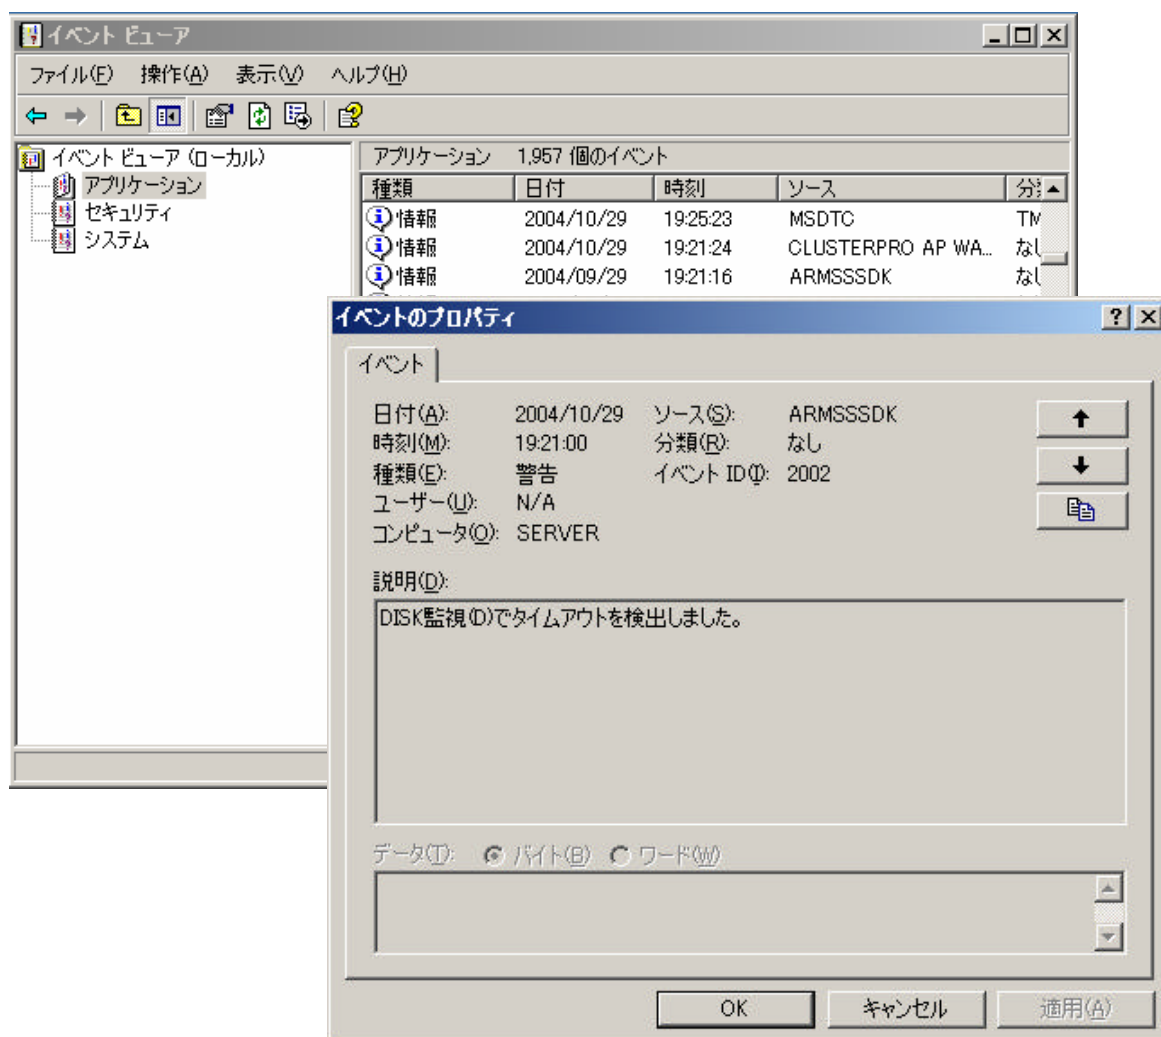 イベント ビューア
ファイル(F) 操作(A) 表示(V) ヘルプ(H)
イベント ビューア (ローカル)
アプリケーション
セキュリティ
システム
アプリケーション 1,957 個のイベント
種類 日付 時刻 ソース
情報 2004/10/29 19:25:23 MSDTC TM
情報 2004/10/29 19:21:24 CLUSTERPRO AP WA... なし
情報 2004/09/29 19:21:16 ARMSSSDK なし
イベントのプロパティ
イベント
日付(A): 2004/10/29 ソース(S): ARMSSSDK
時刻(M): 19:21:00 分類(R): なし
種類(E): 警告 イベント ID(I): 2002
ユーザー(U): N/A
コンピュータ(O): SERVER
説明(D):
DISK監視(D)でタイムアウトを検出しました。
データ(T): バイト(B) ワード(W)
OK キャンセル 適用(A)